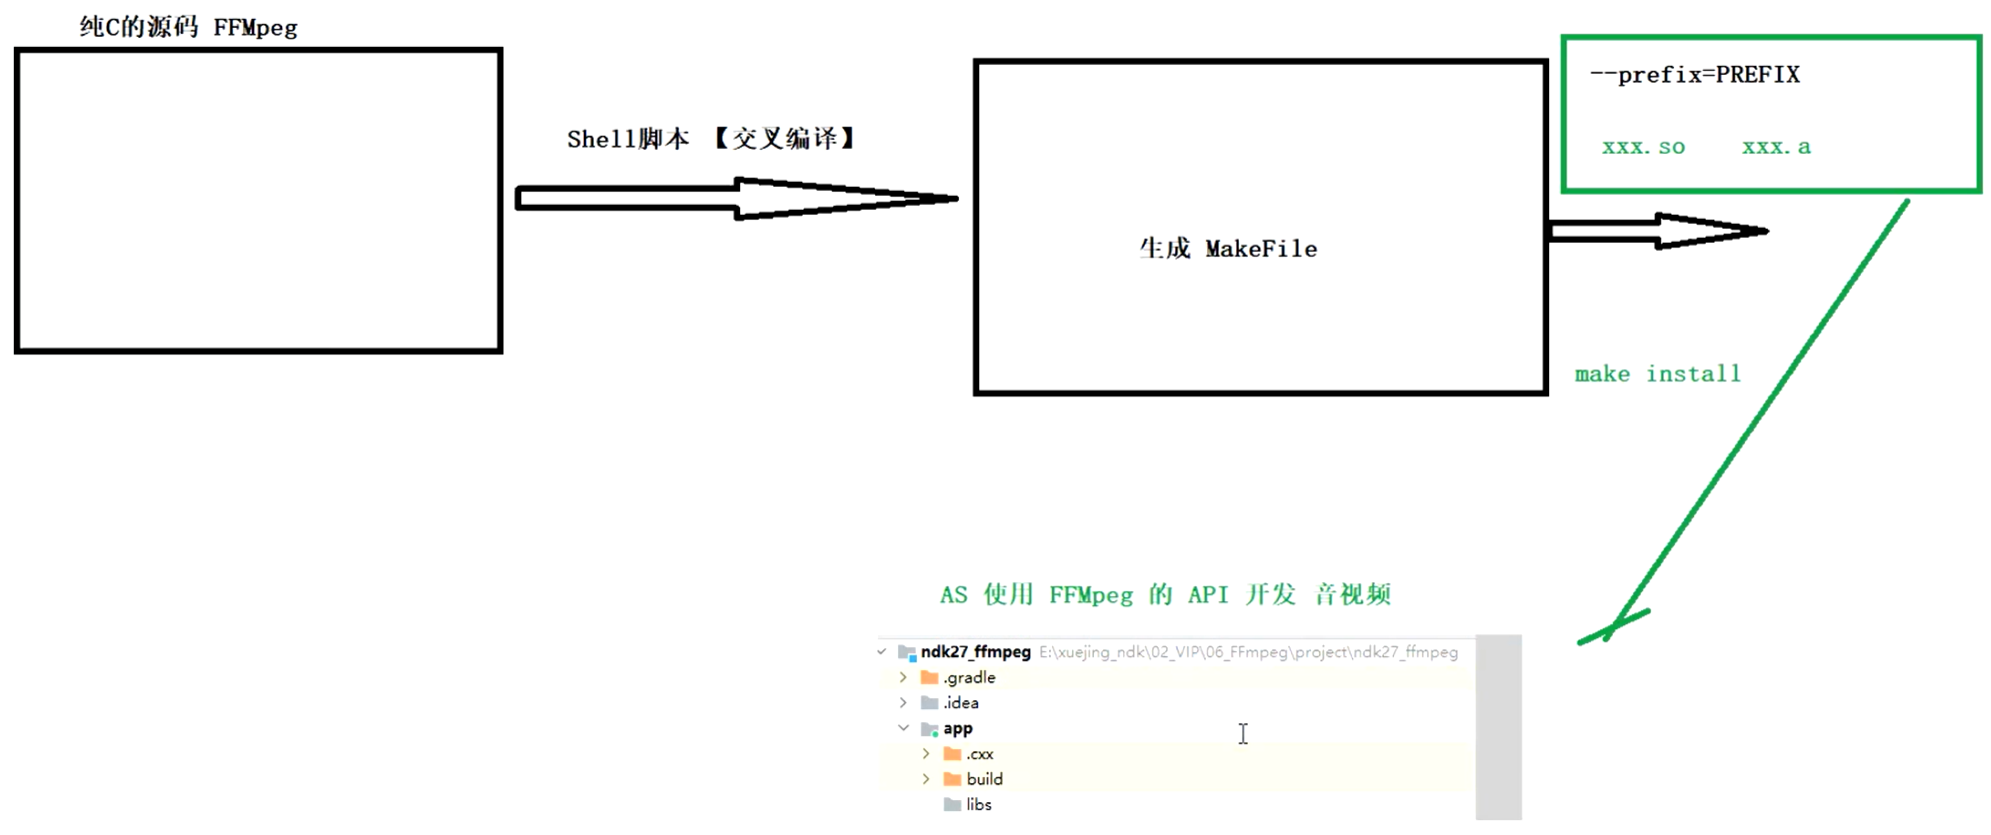 纯C的源码 FFMpeg
Shell脚本 【交叉编译】
生成 MakeFile
--prefix=PREFIX
xxx.so xxx.a
make install
AS 使用 FFMpeg 的 API 开发 音视频
ndk27_ffmpeg E:\xuejing_ndk\02_VIP\06_FFmpeg\project\ndk27_ffmpeg
.gradle
.idea
app
.cxx
build
libs